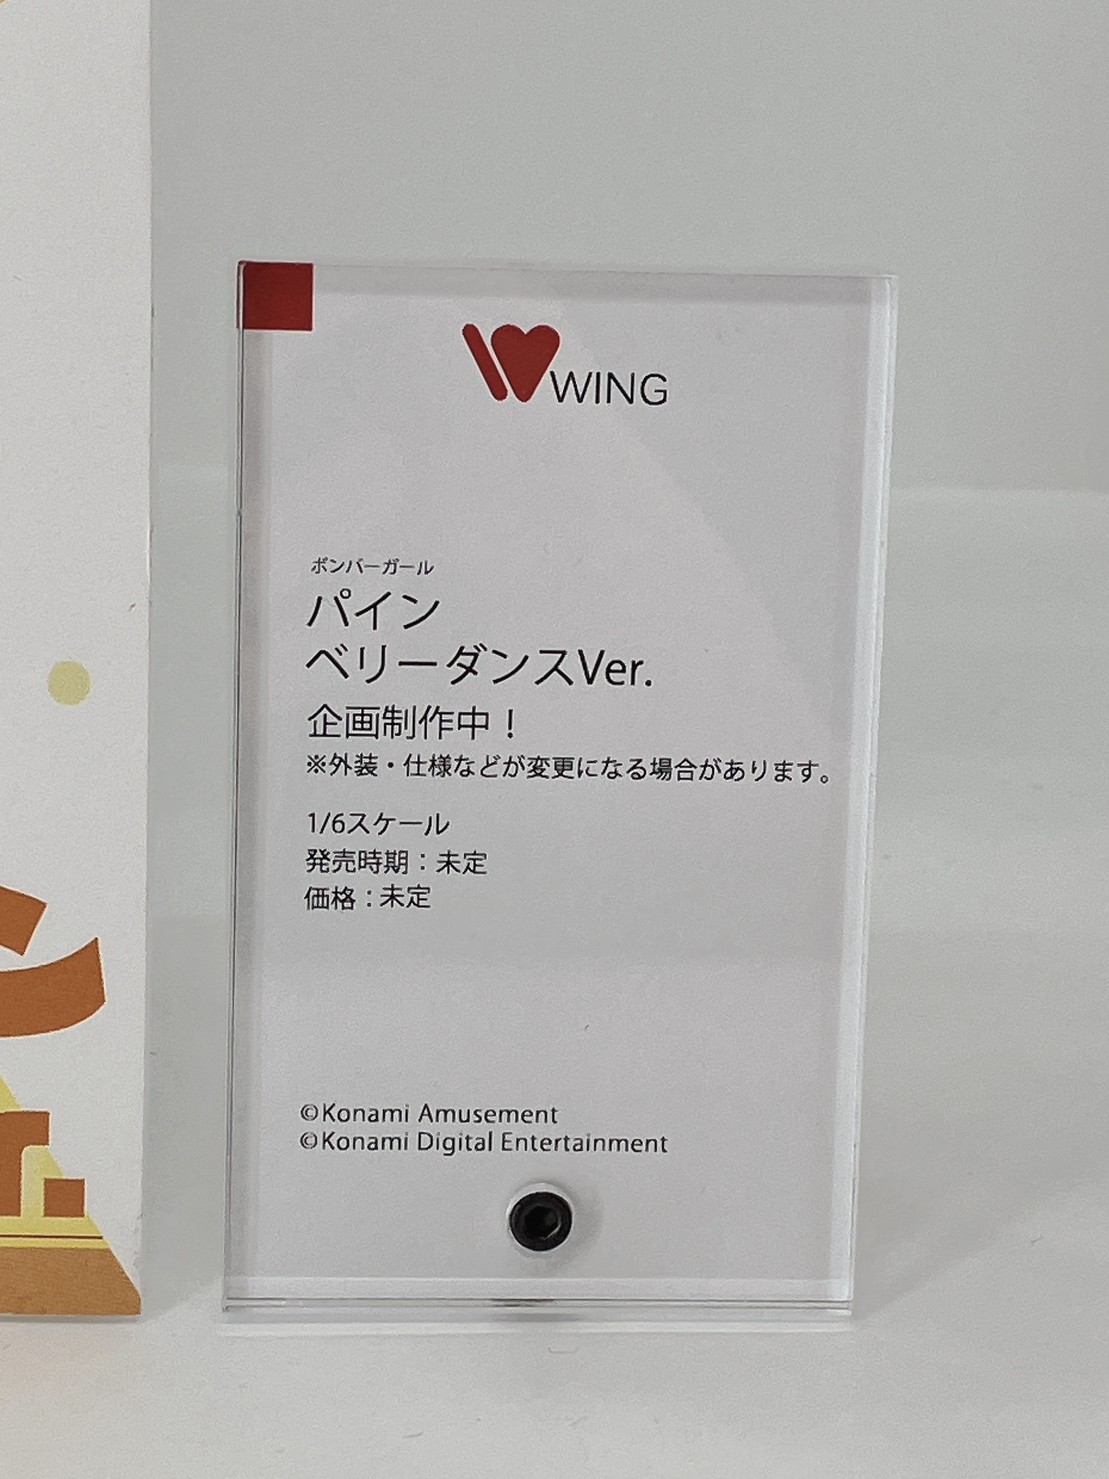 WING
ボンバーガール
パイン
ベリーダンスVer.
企画制作中！
※外装・仕様などが変更になる場合があります。
1/6スケール
発売時期：未定
価格：未定
©Konami Amusement
©Konami Digital Entertainment